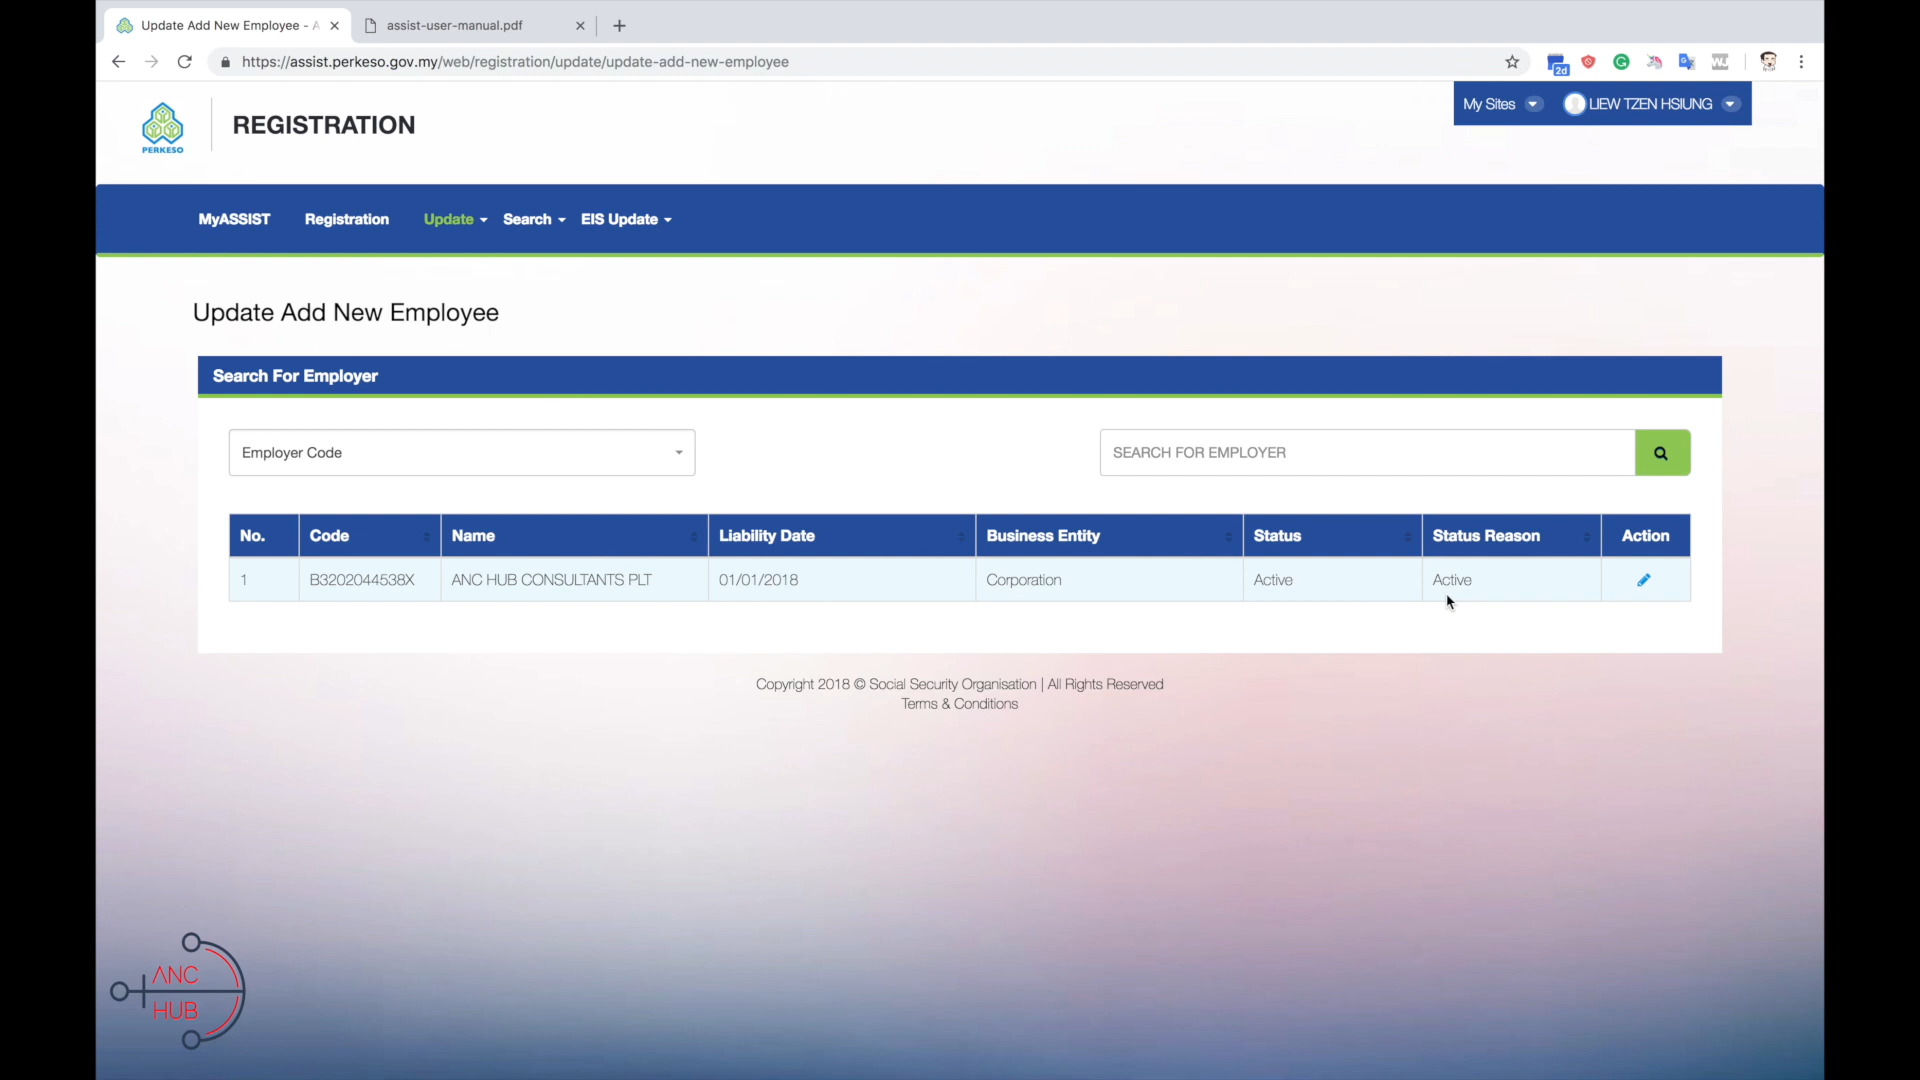 Update Add New Employee - A
assist-user-manual.pdf
https://assist.perkeso.gov.my/web/registration/update/update-add-new-employee
2d
My Sites
LIEW TZEN HSIUNG
PERKESO
REGISTRATION
MyASSIST Registration Update Search EIS Update
Update Add New Employee
Search For Employer
Employer Code
SEARCH FOR EMPLOYER
No. Code Name Liability Date Business Entity Status Status Reason Action
1 B3202044538X ANC HUB CONSULTANTS PLT 01/01/2018 Corporation Active Active
Copyright 2018 © Social Security Organisation | All Rights Reserved
Terms & Conditions
ANC
HUB